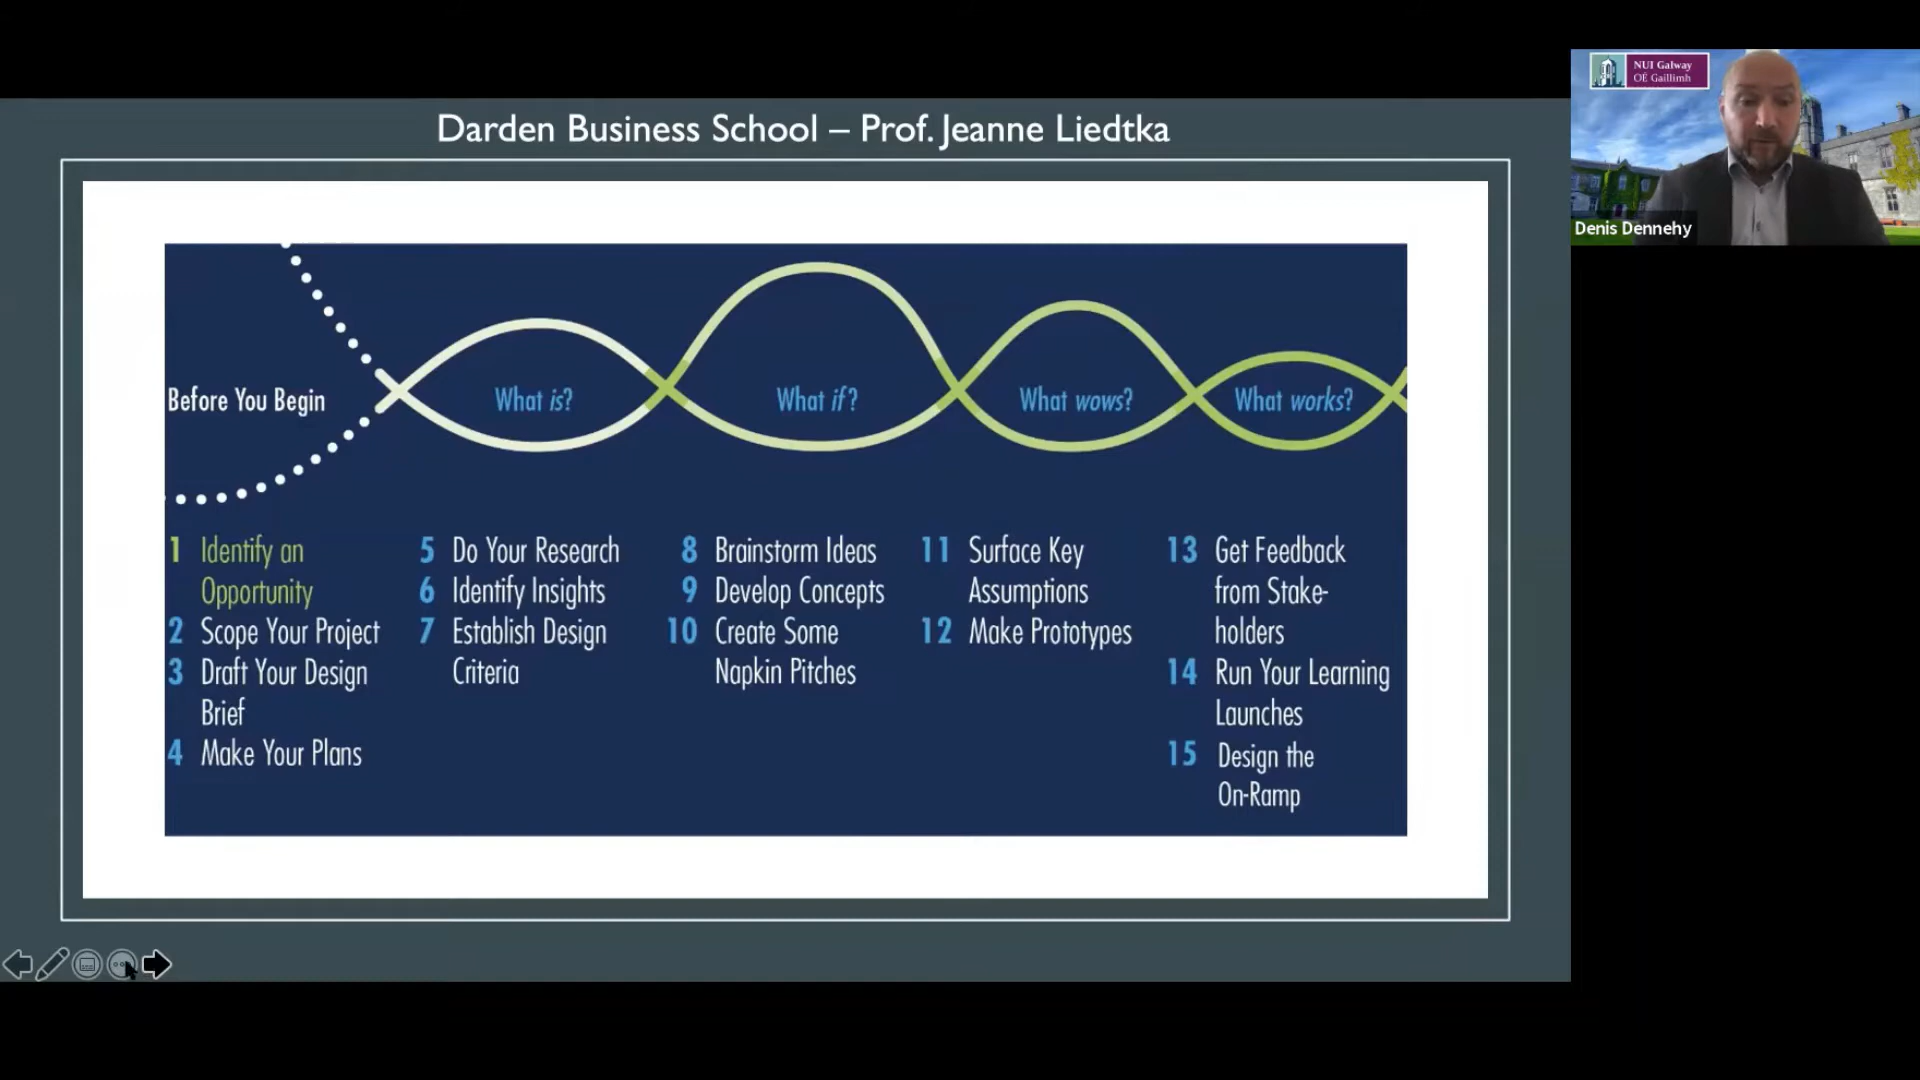 Darden Business School – Prof. Jeanne Liedtka
NUI Galway
OÉ Gaillimh
Denis Dennehy
Before You Begin
What is?
What if?
What wows?
What works?
1 Identify an
Opportunity
2 Scope Your Project
3 Draft Your Design
Brief
4 Make Your Plans
5 Do Your Research
6 Identify Insights
7 Establish Design
Criteria
8 Brainstorm Ideas
9 Develop Concepts
10 Create Some
Napkin Pitches
11 Surface Key
Assumptions
12 Make Prototypes
13 Get Feedback
from Stake-
holders
14 Run Your Learning
Launches
15 Design the
On-Ramp